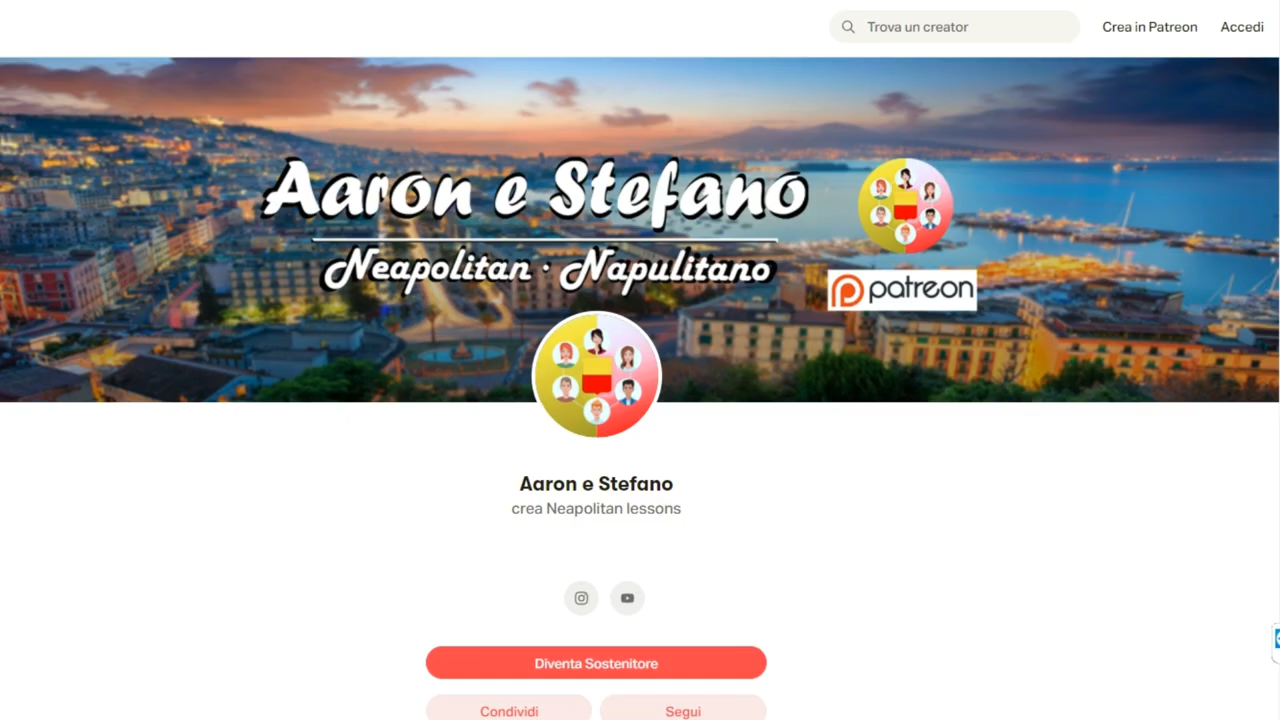 Trova un creator
Crea in Patreon
Accedi
Aaron e Stefano
Neapolitan · Napulitano
patreon
Aaron e Stefano
crea Neapolitan lessons
Diventa Sostenitore
Condividi
Segui